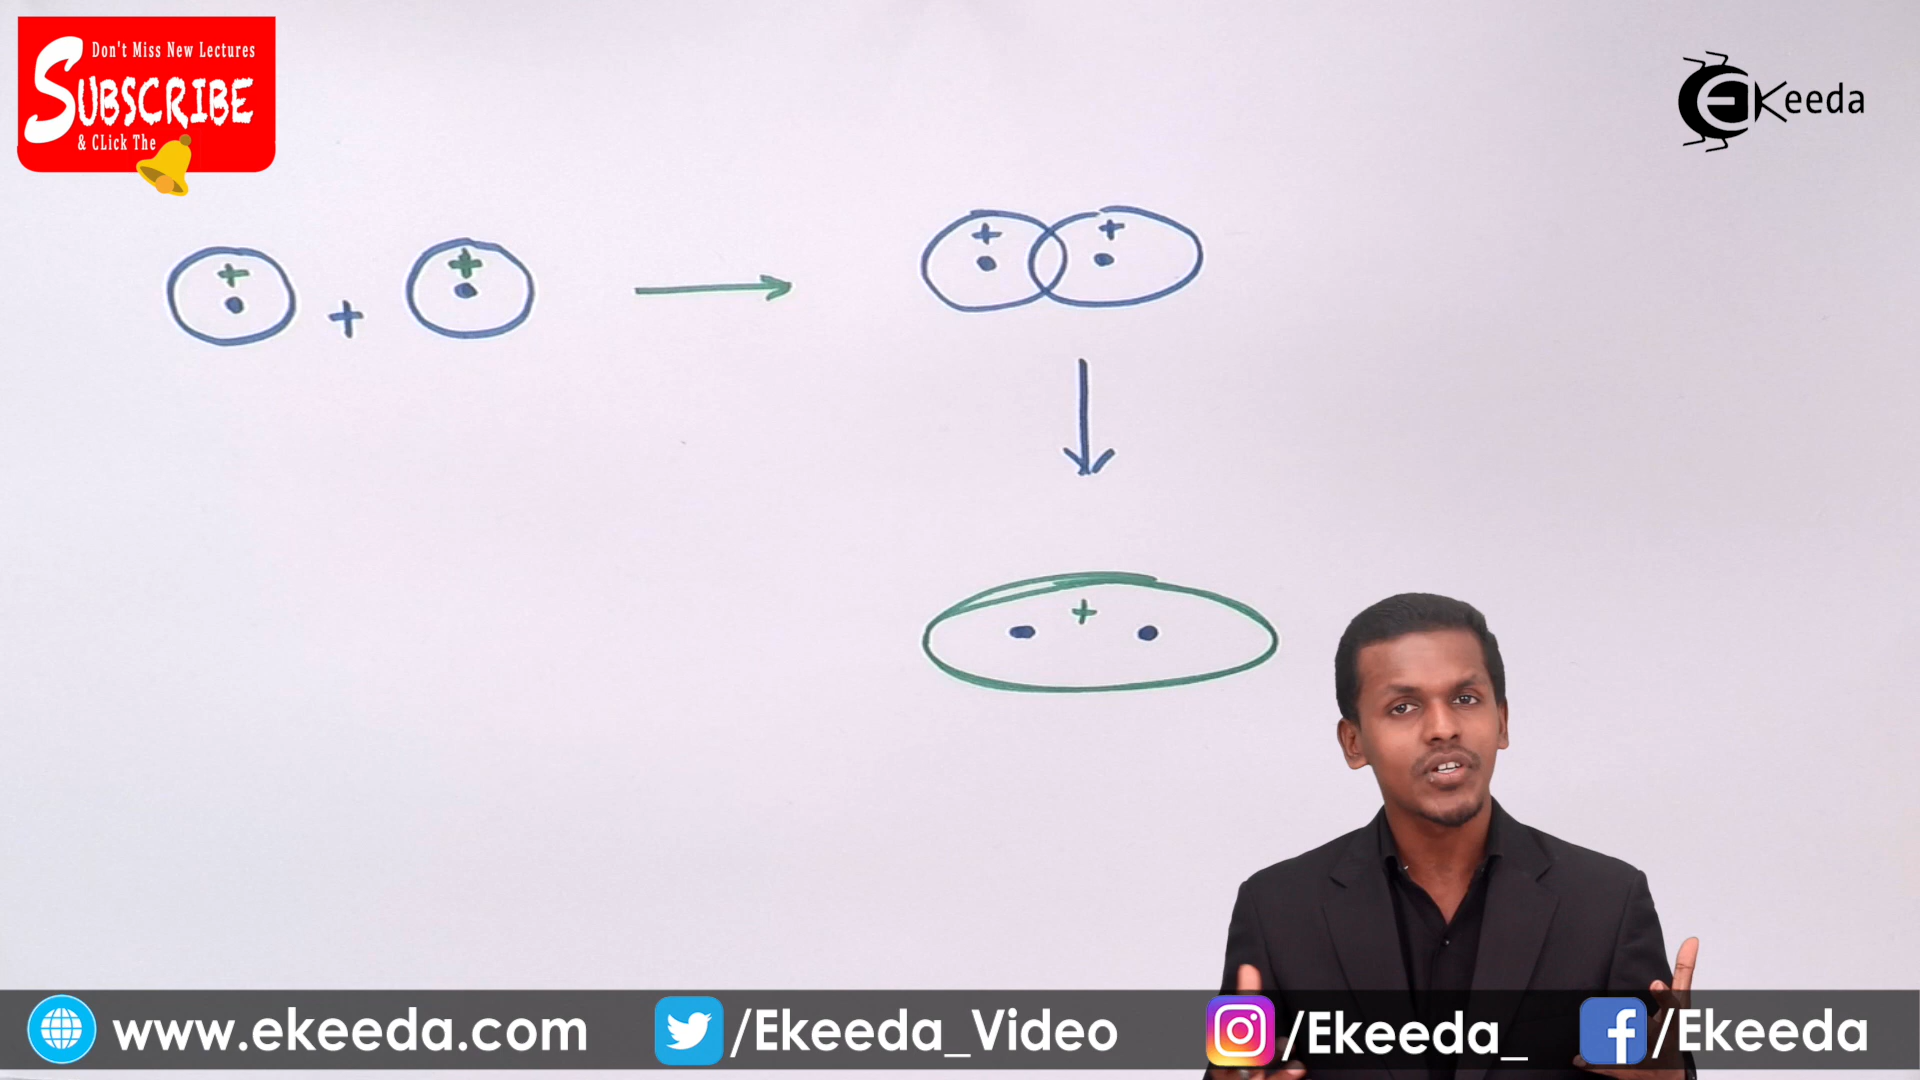 Don't Miss New Lectures
SUBSCRIBE
& CLick The
EKeeda
+ + +
+ +
+
www.ekeeda.com
/Ekeeda_Video
/Ekeeda_
/Ekeeda